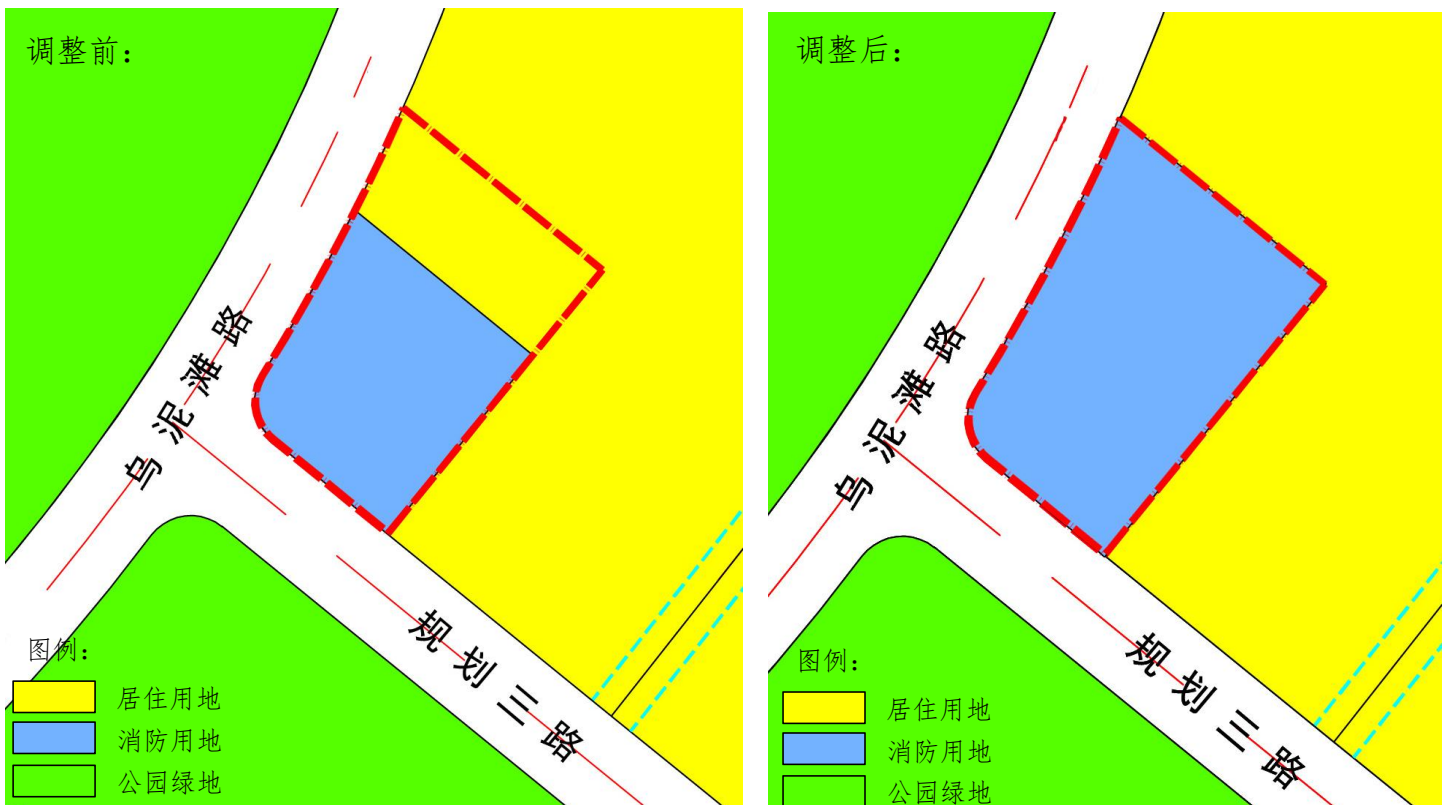 调整前：
乌泥滩路
规划三路
图例：
居住用地
消防用地
公园绿地
调整后：
乌泥滩路
规划三路
图例：
居住用地
消防用地
公园绿地